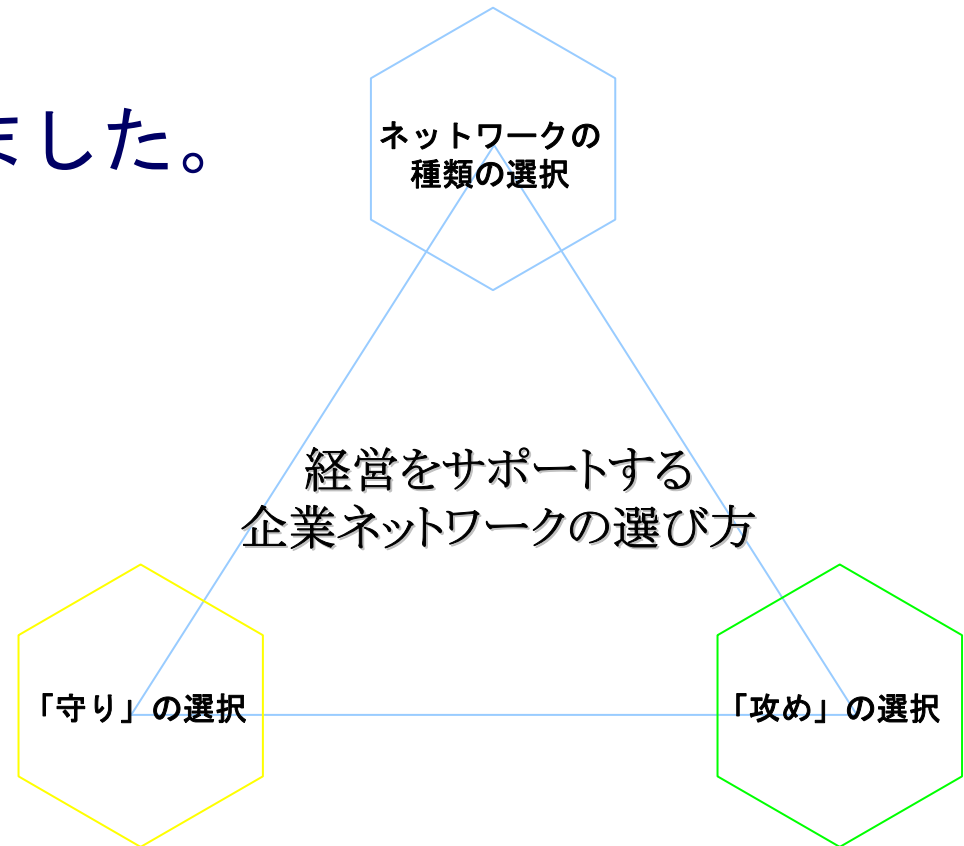 ました。
ネットワークの
種類の選択
経営をサポートする
企業ネットワークの選び方
「守り」の選択
「攻め」の選択